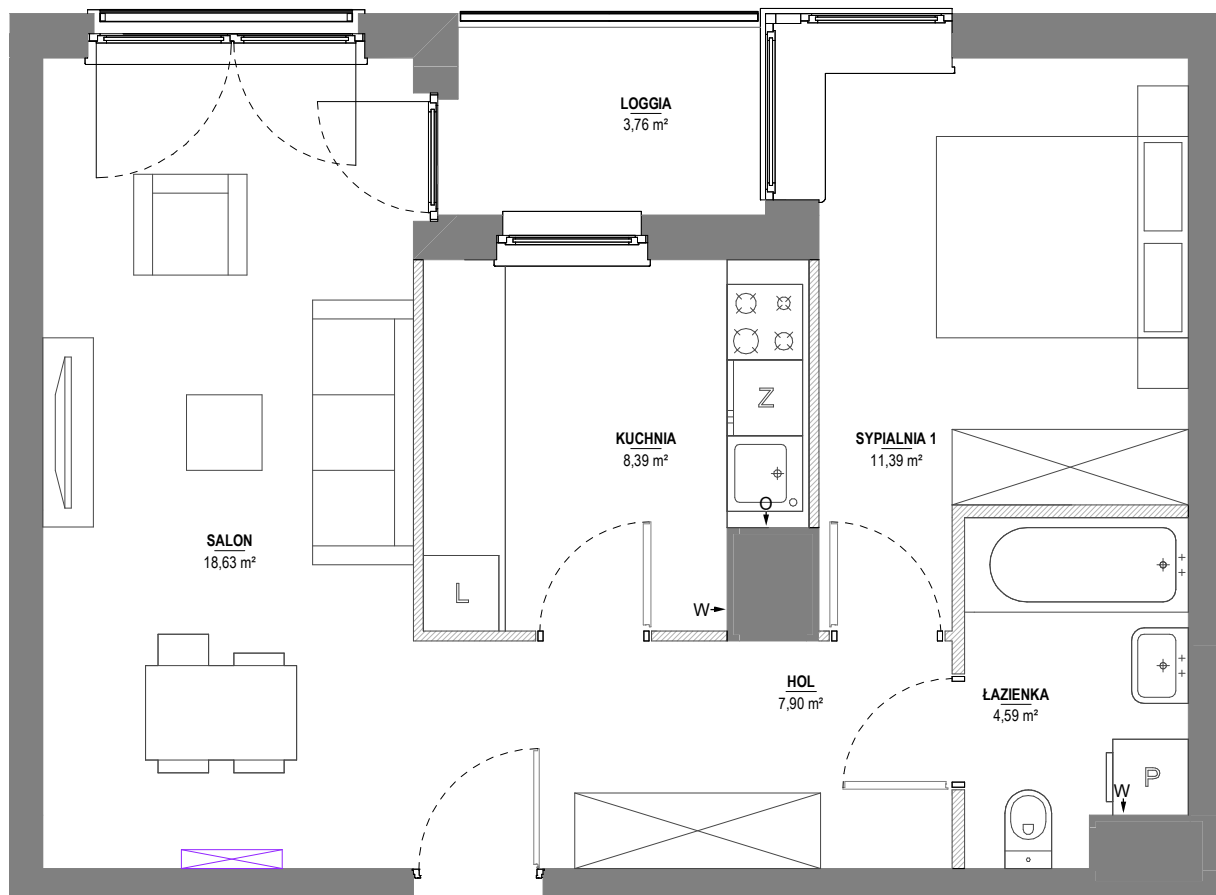 LOGGIA
3,76 m²
KUCHNIA
8,39 m²
Z
SYPIALNIA 1
11,39 m²
O
SALON
18,63 m²
L
W
HOL
7,90 m²
ŁAZIENKA
4,59 m²
P
W